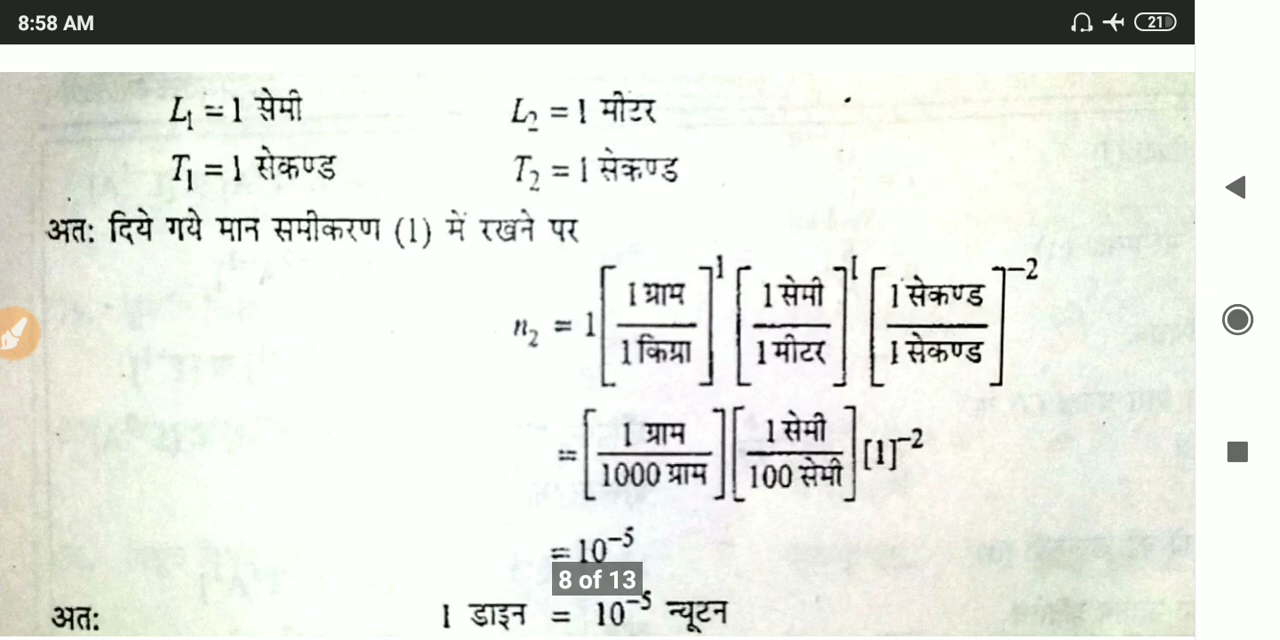 8:58 AM 21
L₁ = 1 सेमी L₂ = 1 मीटर
T₁ = 1 सेकण्ड T₂ = 1 सेकण्ड
अतः दिये गये मान समीकरण (1) में रखने पर
n₂ = 1 [1 ग्राम / 1 किग्रा]¹ [1 सेमी / 1 मीटर]¹ [1 सेकण्ड / 1 सेकण्ड]⁻²
= [1 ग्राम / 1000 ग्राम] [1 सेमी / 100 सेमी] [1]⁻²
= 10⁻⁵
8 of 13
अतः 1 डाइन = 10⁻⁵ न्यूटन